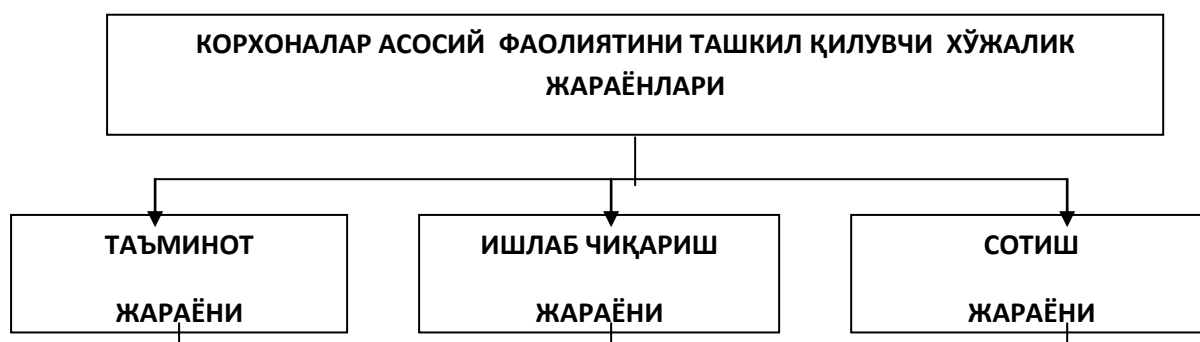 КОРХОНАЛАР АСОСИЙ ФАОЛИЯТИНИ ТАШКИЛ ҚИЛУВЧИ ХЎЖАЛИК
ЖАРАЁНЛАРИ
ТАЪМИНОТ
ЖАРАЁНИ
ИШЛАБ ЧИҚАРИШ
ЖАРАЁНИ
СОТИШ
ЖАРАЁНИ